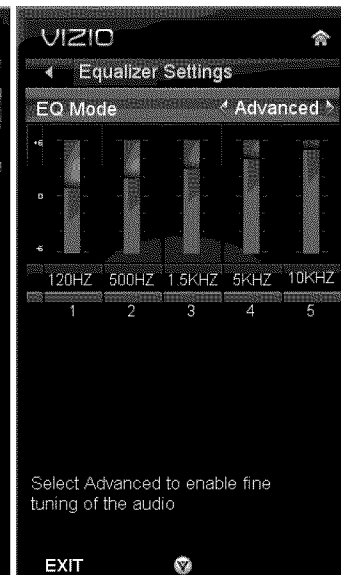 VIZIO
Equalizer Settings
EQ Mode Advanced
+6
0
-6
120HZ 500HZ 1.5KHZ 5KHZ 10KHZ
1 2 3 4 5
Select Advanced to enable fine
tuning of the audio
EXIT